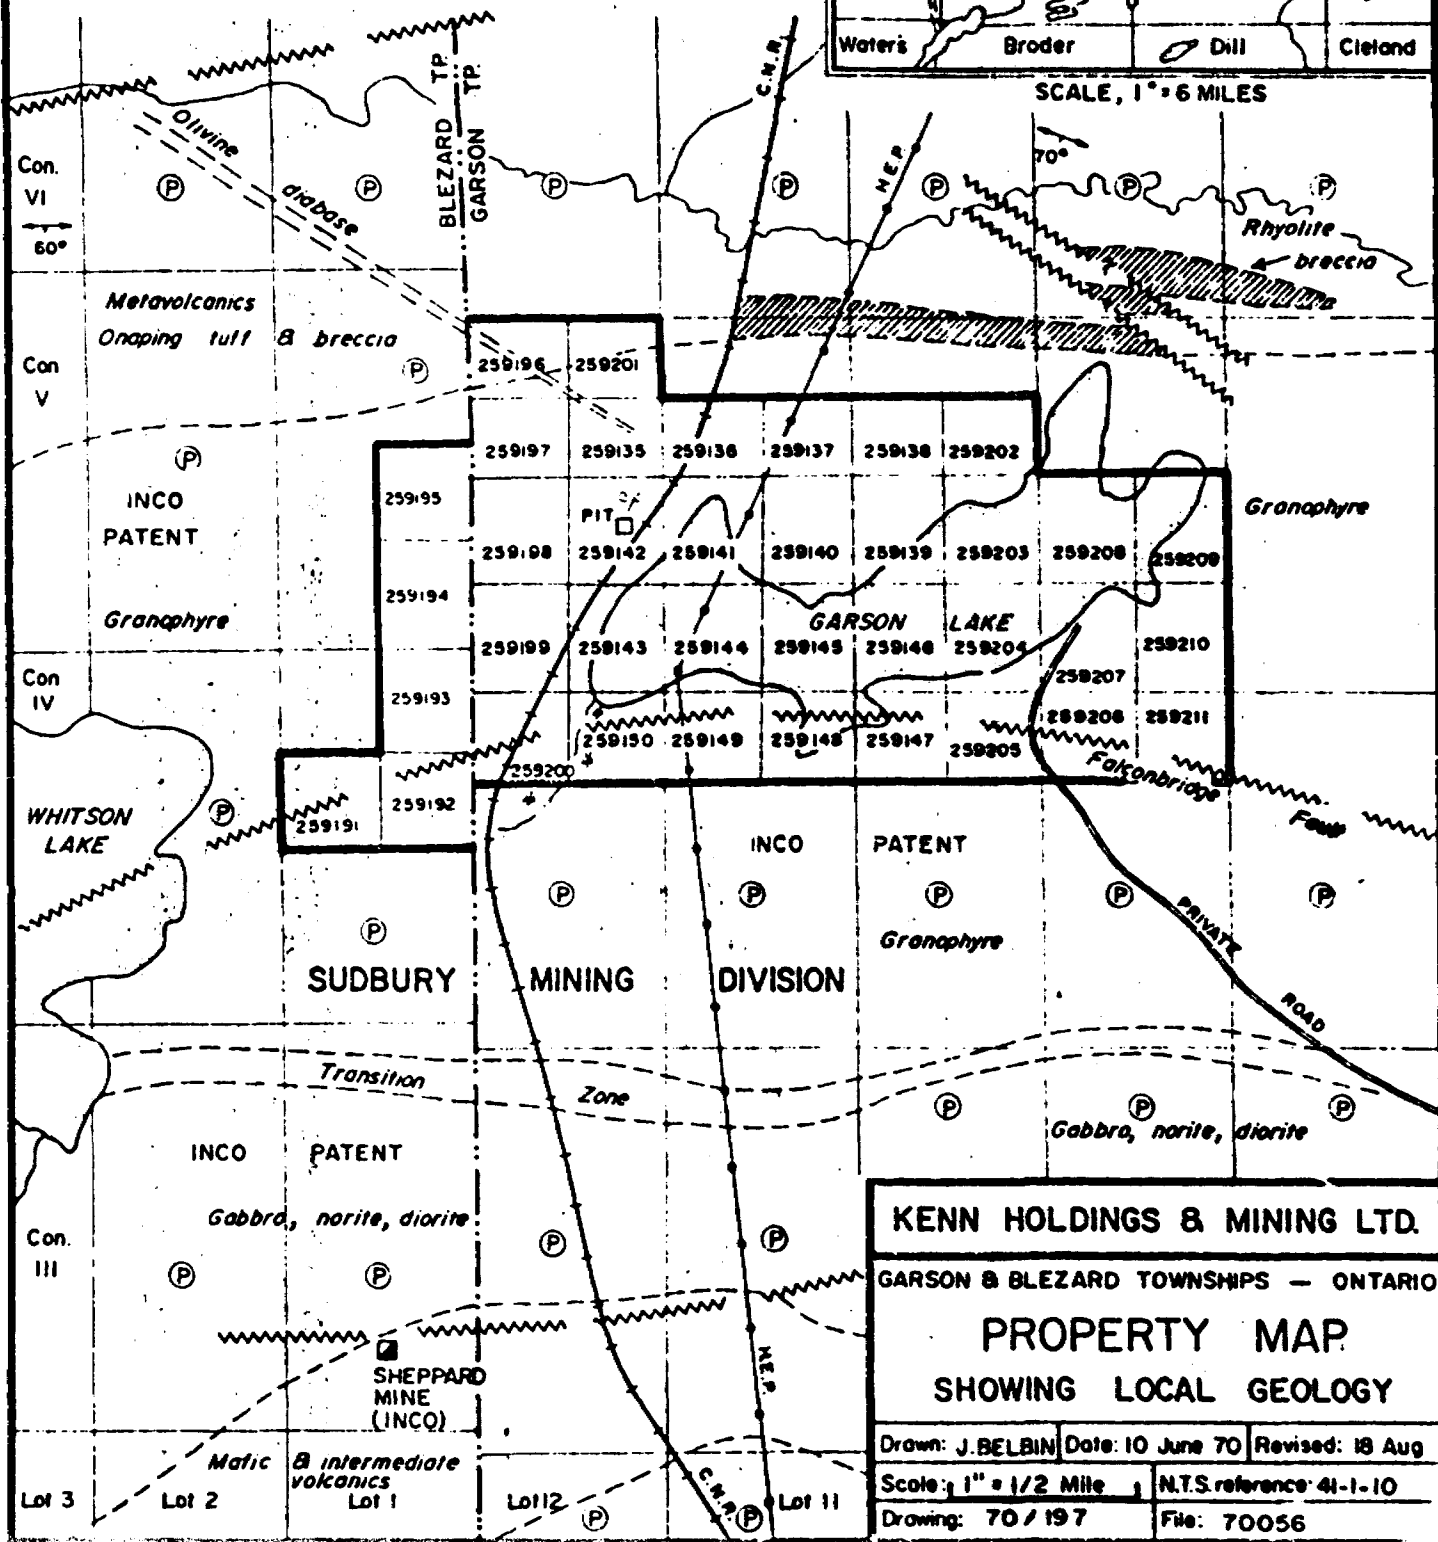 Waters Broder Dill Cleland
SCALE, 1" = 6 MILES
C.N.R.
BLEZARD TP.
GARSON TP.
Olivine
diabase
H.E.P.
70°
Con.
VI
60°
P P P P P P P
Rhyolite
breccia
Metavolcanics
Onaping tuff & breccia
Con
V
P
259196 259201
P
259197 259135 259136 259137 259138 259202
INCO
PATENT
259195
PIT
Granophyre
259198 259142 259141 259140 259139 259203 259208 259209
259194
Granophyre
GARSON LAKE
259199 259143 259144 259145 259146 259204 259210
Con
IV
259193
259207
259206 259211
259150 259149 259148 259147 259205
259200
Falconbridge
Fault
WHITSON
LAKE
P
259191 259192
INCO PATENT
P P P P P
P
PRIVATE
ROAD
Granophyre
SUDBURY MINING DIVISION
Transition
Zone
P P P
Gabbro, norite, diorite
INCO PATENT
Gabbro, norite, diorite
Con.
III
P P P P
SHEPPARD
MINE
(INCO)
H.E.P.
Mafic & intermediate
volcanics
C.N.R.
Lot 3 Lot 2 Lot 1 Lot 12 Lot 11
P P
KENN HOLDINGS & MINING LTD.
GARSON & BLEZARD TOWNSHIPS — ONTARIO
PROPERTY MAP
SHOWING LOCAL GEOLOGY
Drawn: J. BELBIN Date: 10 June 70 Revised: 18 Aug
Scale: 1" = 1/2 Mile N.T.S. reference: 41-1-10
Drawing: 70/197 File: 70056